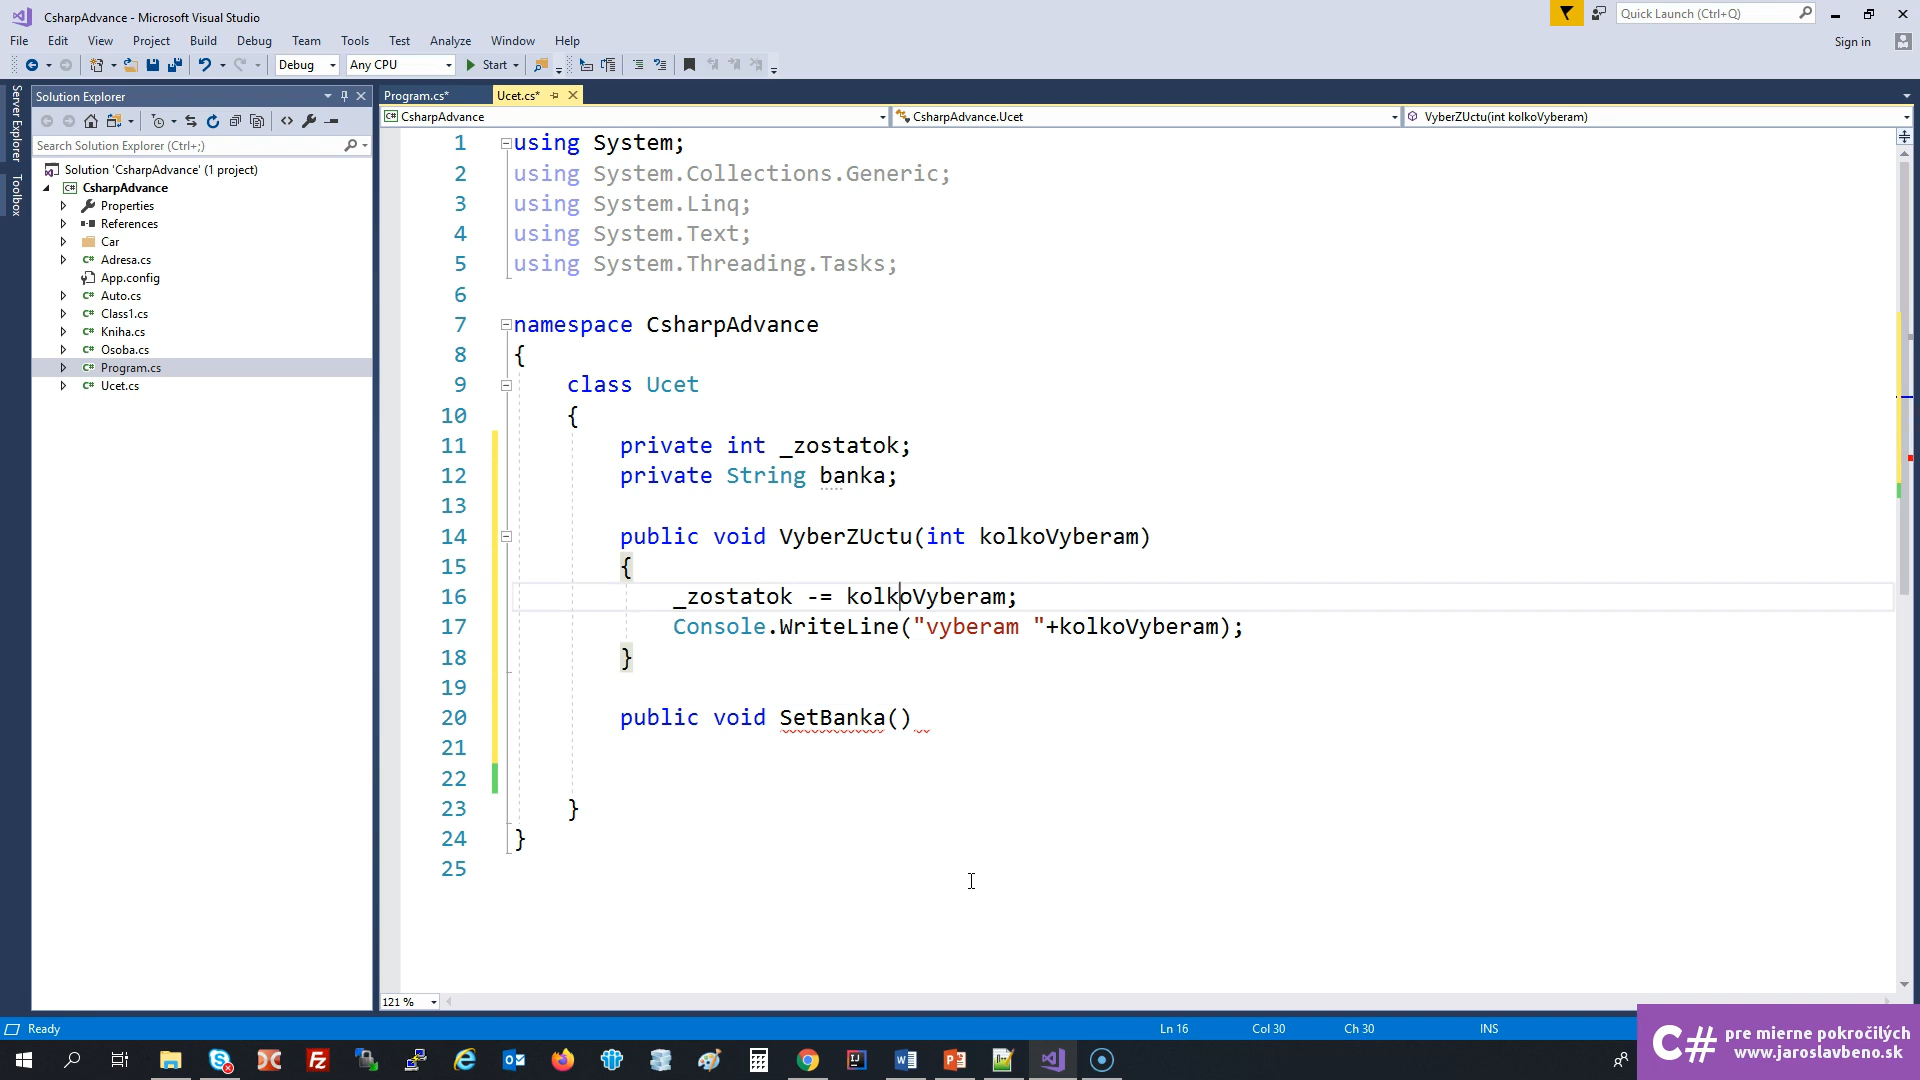 CsharpAdvance - Microsoft Visual Studio
Quick Launch (Ctrl+Q)
File Edit View Project Build Debug Team Tools Test Analyze Window Help
Sign in
Debug Any CPU Start
Server Explorer
Toolbox
Solution Explorer
Search Solution Explorer (Ctrl+;)
Solution 'CsharpAdvance' (1 project)
C# CsharpAdvance
Properties
References
Car
C# Adresa.cs
App.config
C# Auto.cs
C# Class1.cs
C# Kniha.cs
C# Osoba.cs
C# Program.cs
C# Ucet.cs
Program.cs* Ucet.cs*
C# CsharpAdvance CsharpAdvance.Ucet VyberZUctu(int kolkoVyberam)
1 using System;
2 using System.Collections.Generic;
3 using System.Linq;
4 using System.Text;
5 using System.Threading.Tasks;
6
7 namespace CsharpAdvance
8 {
9 class Ucet
10 {
11 private int _zostatok;
12 private String banka;
13
14 public void VyberZUctu(int kolkoVyberam)
15 {
16 _zostatok -= kolkoVyberam;
17 Console.WriteLine("vyberam "+kolkoVyberam);
18 }
19
20 public void SetBanka()
21
22
23 }
24 }
25
121 %
Ready Ln 16 Col 30 Ch 30 INS
C# pre mierne pokročilých
www.jaroslavbeno.sk